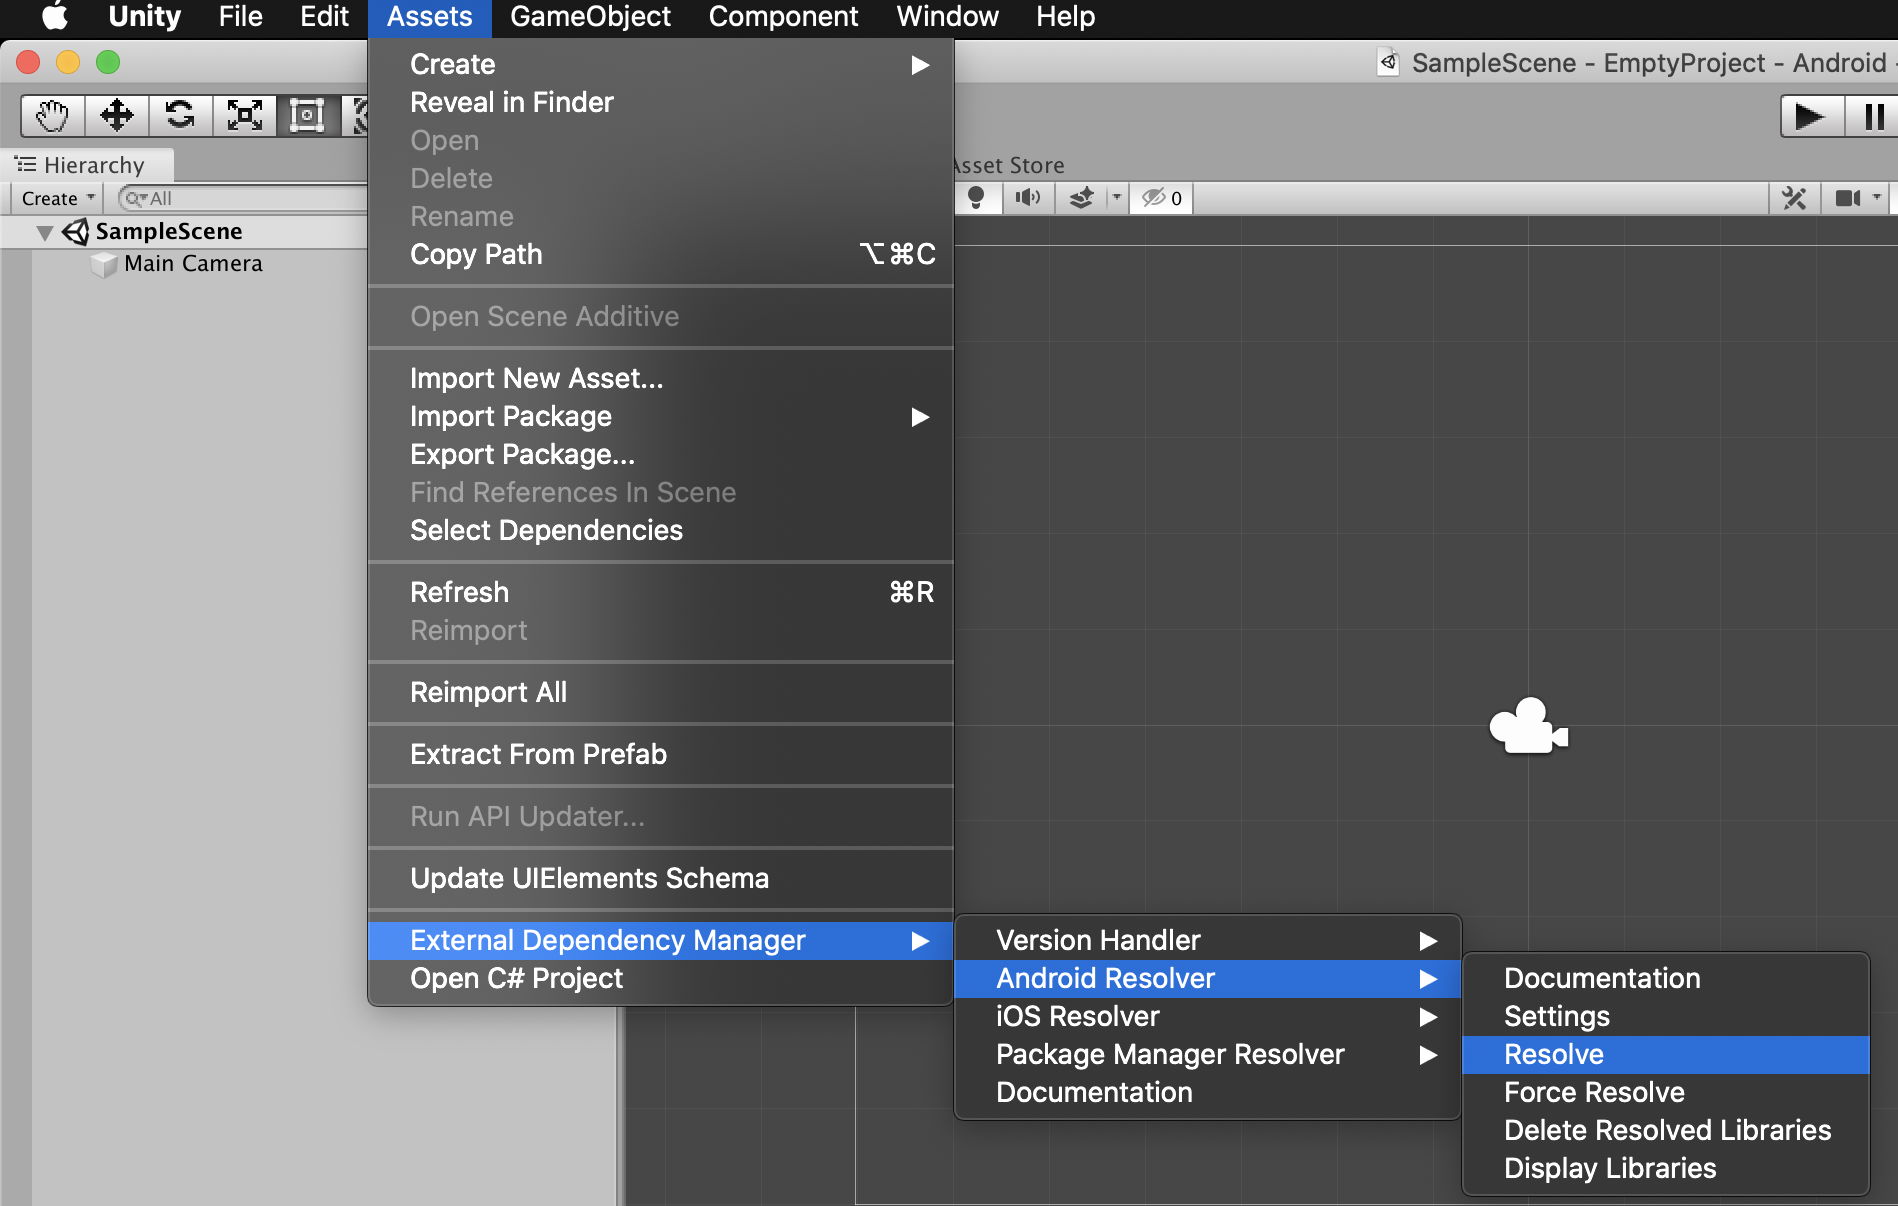 Unity File Edit Assets GameObject Component Window Help
SampleScene - EmptyProject - Android -
Hierarchy
Asset Store
Create
All
0
SampleScene
Main Camera
Create
Reveal in Finder
Open
Delete
Rename
Copy Path ⌥⌘C
Open Scene Additive
Import New Asset...
Import Package
Export Package...
Find References In Scene
Select Dependencies
Refresh ⌘R
Reimport
Reimport All
Extract From Prefab
Run API Updater...
Update UIElements Schema
External Dependency Manager
Open C# Project
Version Handler
Android Resolver
iOS Resolver
Package Manager Resolver
Documentation
Documentation
Settings
Resolve
Force Resolve
Delete Resolved Libraries
Display Libraries